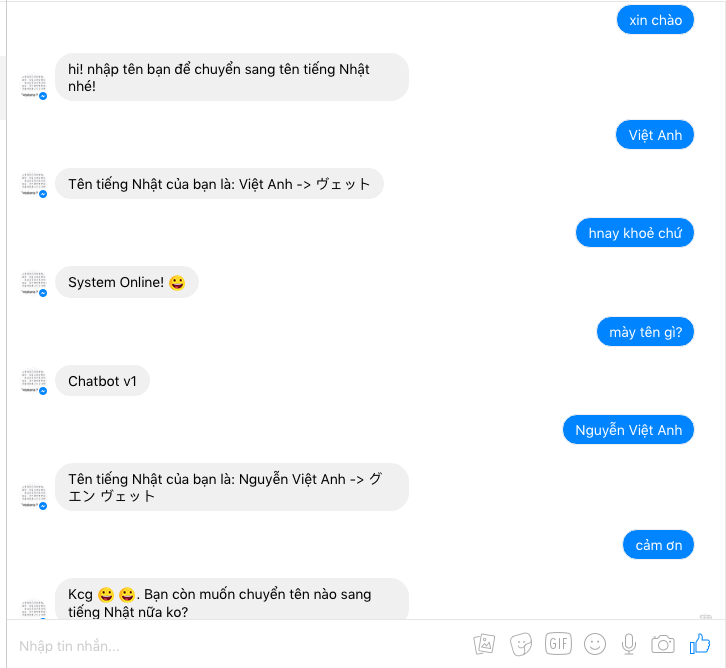 xin chào
hi! nhập tên bạn để chuyển sang tên tiếng Nhật
nhé!
Việt Anh
Tên tiếng Nhật của bạn là: Việt Anh -> ヴェット
hnay khoẻ chứ
System Online! 😀
mày tên gì?
Chatbot v1
Nguyễn Việt Anh
Tên tiếng Nhật của bạn là: Nguyễn Việt Anh -> グ
エン ヴェット
cảm ơn
Kcg 😀 😀. Bạn còn muốn chuyển tên nào sang
tiếng Nhật nữa ko?
Nhập tin nhắn...
GIF